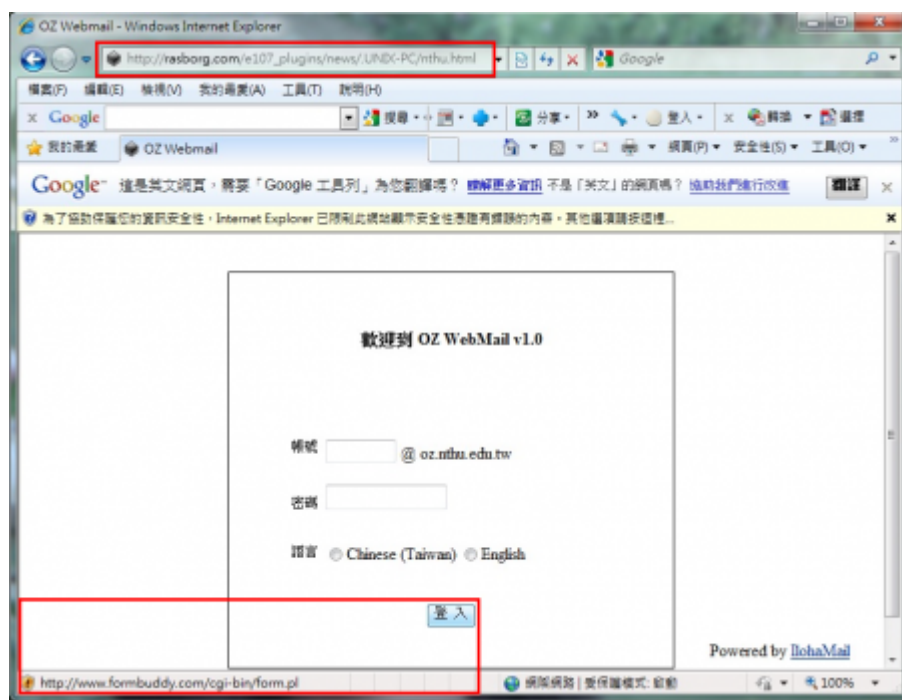 OZ Webmail - Windows Internet Explorer
http://rasborg.com/e107_plugins/news/.UNIX-PC/nthu.html Google
檔案(F) 編輯(E) 檢視(V) 我的最愛(A) 工具(T) 說明(H)
x Google 搜尋 分享 登入 x 轉換 選擇
我的最愛 OZ Webmail 網頁(P) 安全性(S) 工具(O)
Google 這是英文網頁，需要「Google 工具列」為您翻譯嗎？ 瞭解更多資訊 不是「英文」的網頁嗎？ 協助我們進行改進 翻譯
為了協助保護您的資訊安全性，Internet Explorer 已限制此網站顯示安全性憑證有錯誤的內容。其他選項請按這裡...
歡迎到 OZ WebMail v1.0
帳號 @ oz.nthu.edu.tw
密碼
語言 Chinese (Taiwan) English
登 入
Powered by IlohaMail
http://www.formbuddy.com/cgi-bin/form.pl 網際網路 | 受保護模式: 啟動 100%